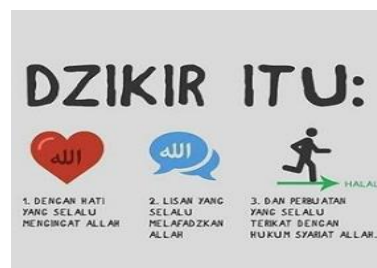 DZIKIR ITU:
الله
الله
HALAL
1. DENGAN HATI
YANG SELALU
MENGINGAT ALLAH
2. LISAN YANG
SELALU
MELAFADZKAN
ALLAH
3. DAN PERBUATAN
YANG SELALU
TERIKAT DENGAN
HUKUM SYARIAT ALLAH.